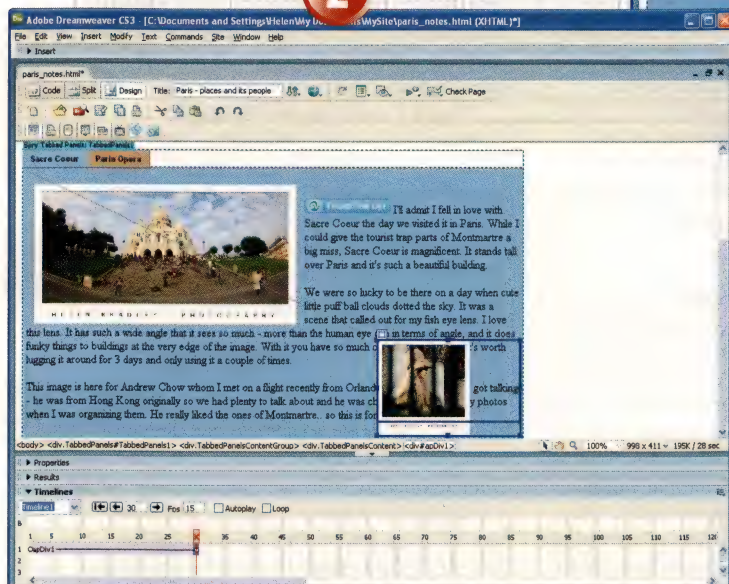 2
Adobe Dreamweaver CS3 - [C:\Documents and Settings\Helen\My Documents\MySite\paris_notes.html (XHTML)*]
File Edit View Insert Modify Text Commands Site Window Help
Insert
paris_notes.html*
Code Split Design Title: Paris - places and its people Check Page
Spry Tabbed Panels: TabbedPanels1
Sacre Coeur Paris Opera
I'll admit I fell in love with
Sacre Coeur the day we visited it in Paris. While I
could give the tourist trap parts of Montmartre a
big miss, Sacre Coeur is magnificent. It stands tall
over Paris and it's such a beautiful building.
We were so lucky to be there on a day when cute
little puff ball clouds dotted the sky. It was a
scene that called out for my fish eye lens. I love
HELEN BRADLEY PHOTOGRAPHY
this lens. It has such a wide angle that it sees so much - more than the human eye in terms of angle, and it does
funky things to buildings at the very edge of the image. With it you have so much 's worth
lugging it around for 3 days and only using it a couple of times.
This image is here for Andrew Chow whom I met on a flight recently from Orland got talking
- he was from Hong Kong originally so we had plenty to talk about and he was ch y photos
when I was organizing them. He really liked the ones of Montmartre.. so this is for
<body> <div.TabbedPanels#TabbedPanels1> <div.TabbedPanelsContentGroup> <div.TabbedPanelsContent> <div#apDiv1> 100% 998 x 411 195K / 28 sec
Properties
Results
Timelines
Timeline1 30 Fps 15 Autoplay Loop
B
1 5 10 15 20 25 35 40 45 50 55 60 65 70 75 80 85 90 95 100 105 110 115 120
1 apDiv1
2
3